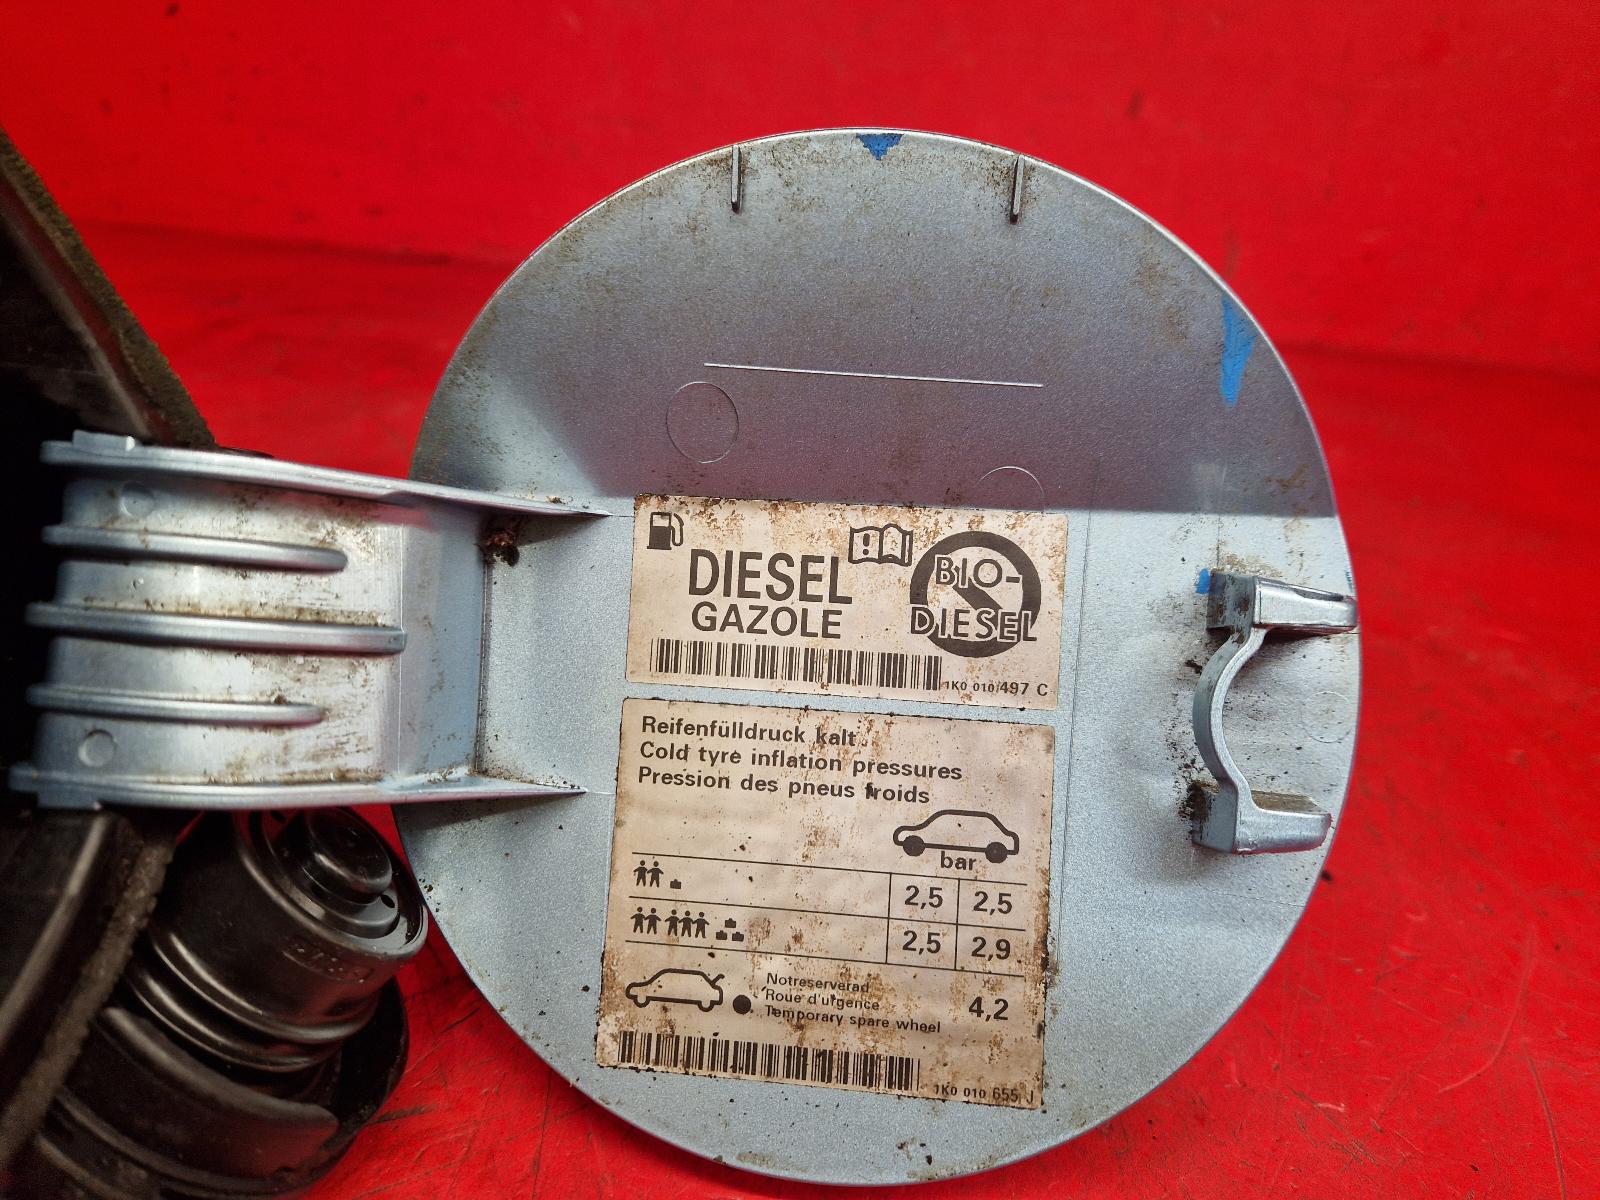 DIESEL
GAZOLE
BIO-
DIESEL
1K0 010 497 C
Reifenfülldruck kalt
Cold tyre inflation pressures
Pression des pneus froids
bar
2,5 2,5
2,5 2,9
Notreserverad
Roue d'urgence
Temporary spare wheel
4,2
1K0 010 655 J